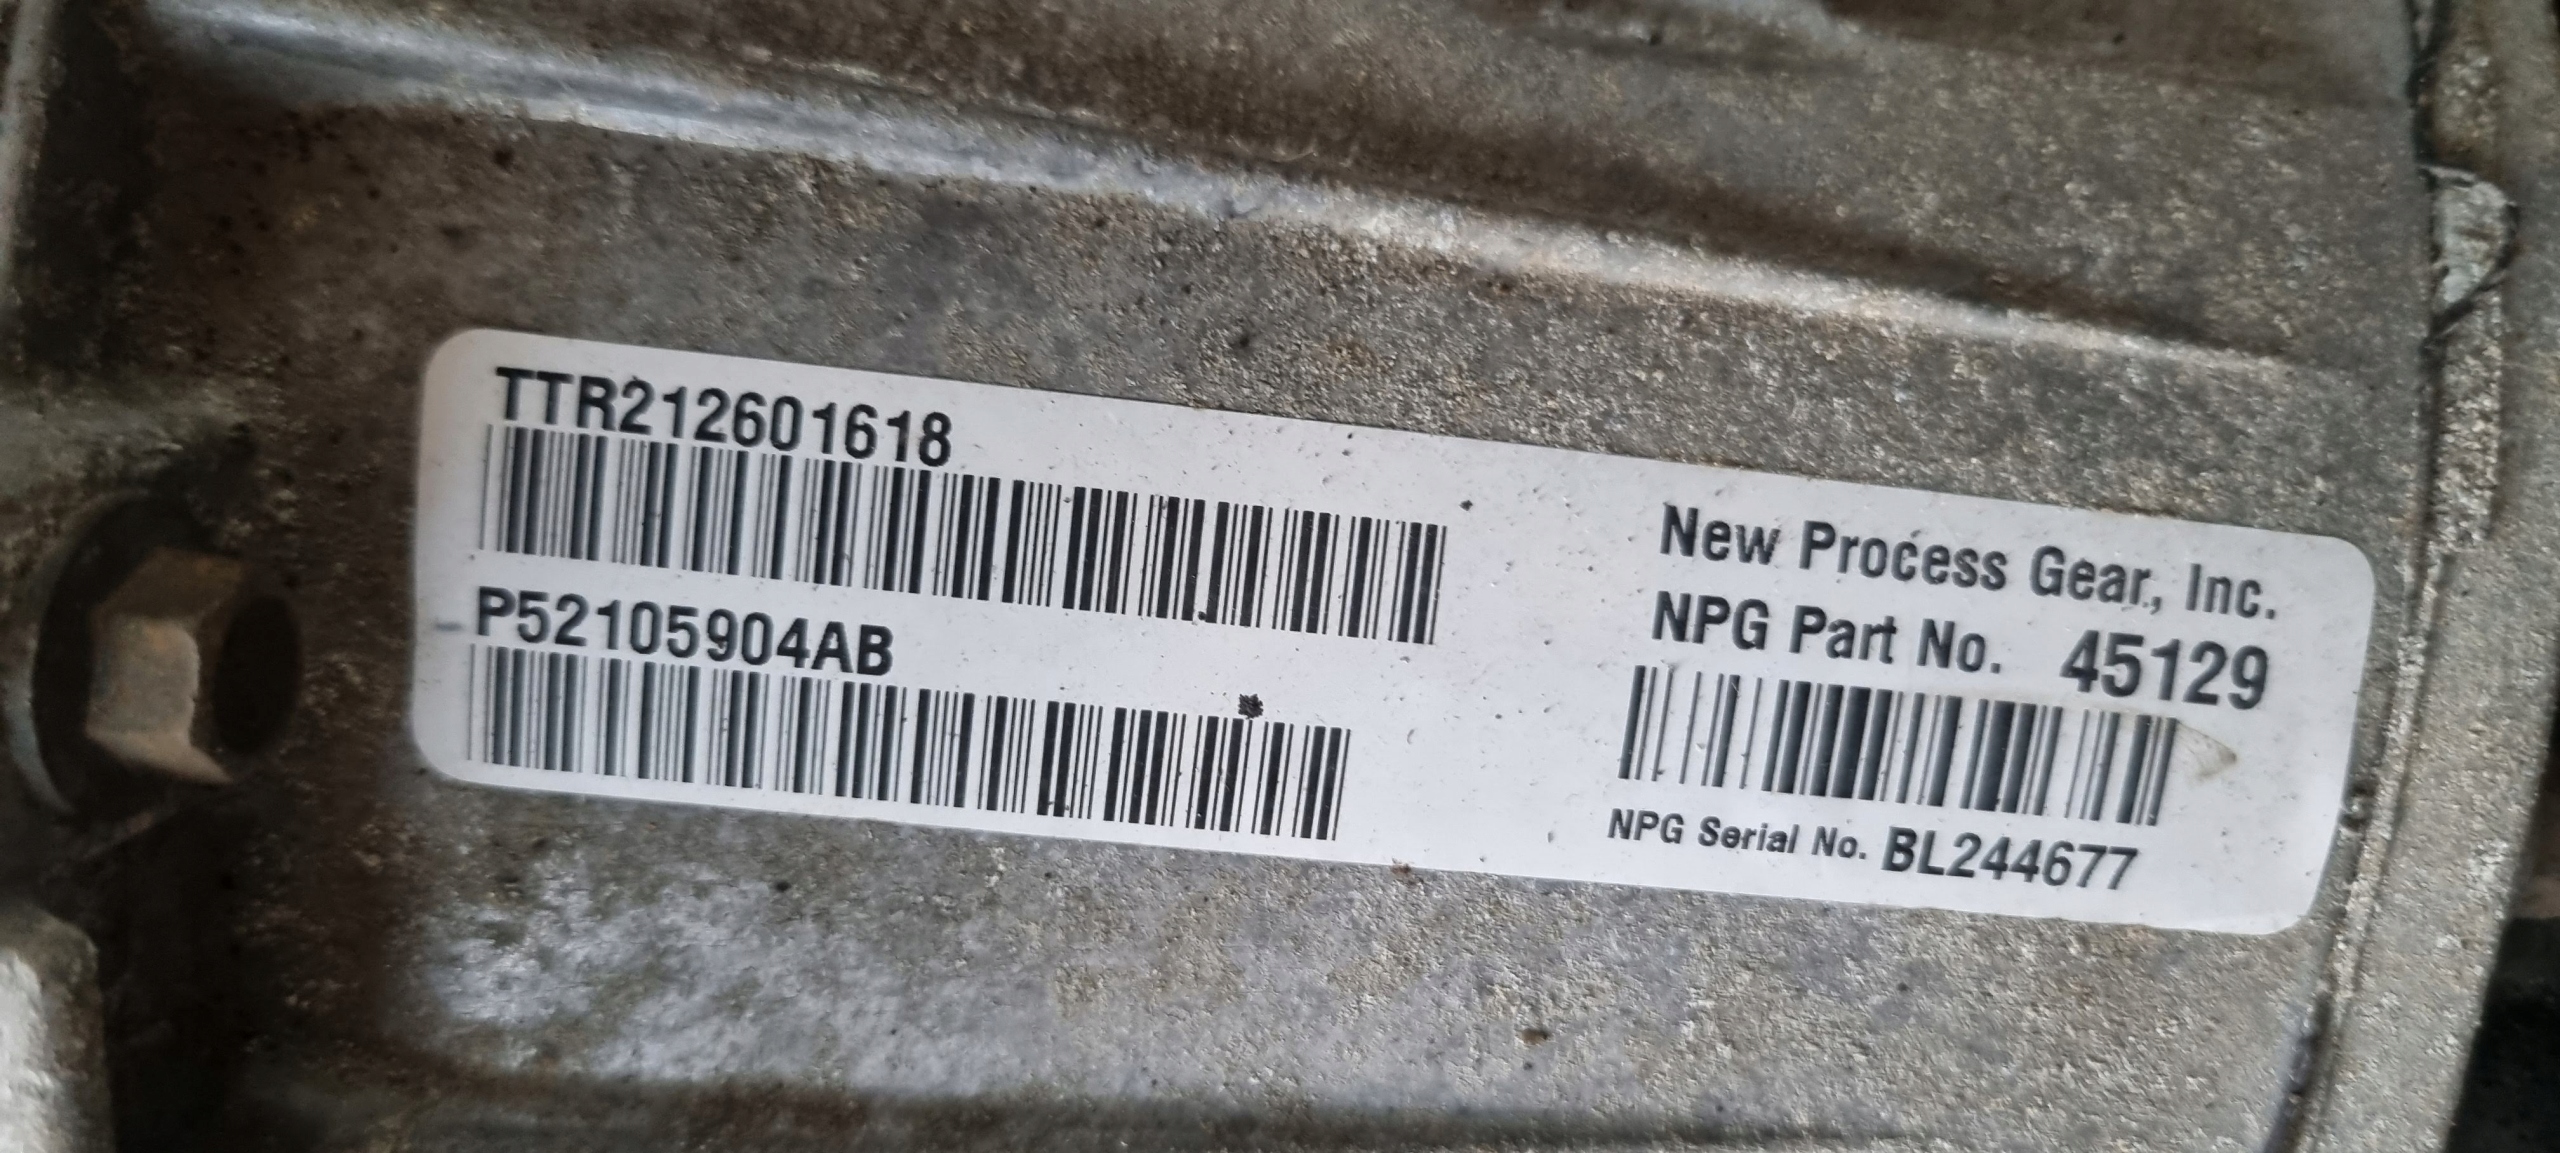 TTR212601618
P52105904AB
New Process Gear, Inc.
NPG Part No. 45129
NPG Serial No. BL244677